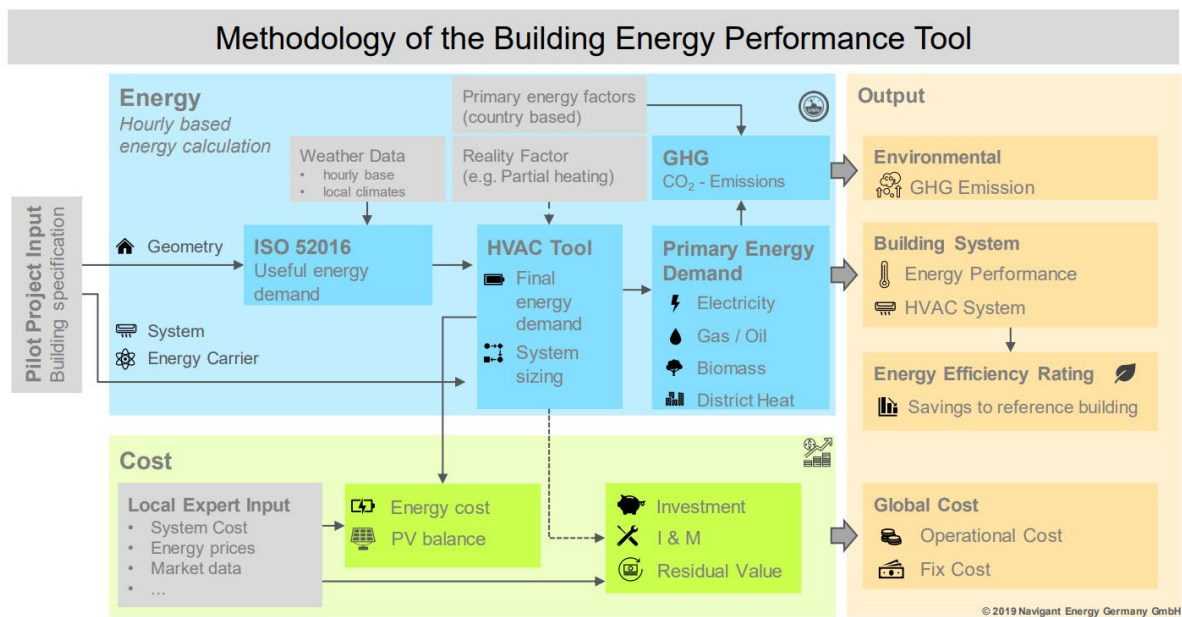 Methodology of the Building Energy Performance Tool
Pilot Project Input
Building specification
Energy
Hourly based
energy calculation
Weather Data
• hourly base
• local climates
Primary energy factors
(country based)
Reality Factor
(e.g. Partial heating)
GHG
CO₂ - Emissions
Geometry
ISO 52016
Useful energy
demand
System
Energy Carrier
HVAC Tool
Final
energy
demand
System
sizing
Primary Energy
Demand
Electricity
Gas / Oil
Biomass
District Heat
Cost
Local Expert Input
• System Cost
• Energy prices
• Market data
• ...
Energy cost
PV balance
Investment
I & M
Residual Value
Output
Environmental
GHG Emission
Building System
Energy Performance
HVAC System
Energy Efficiency Rating
Savings to reference building
Global Cost
Operational Cost
Fix Cost
© 2019 Navigant Energy Germany GmbH